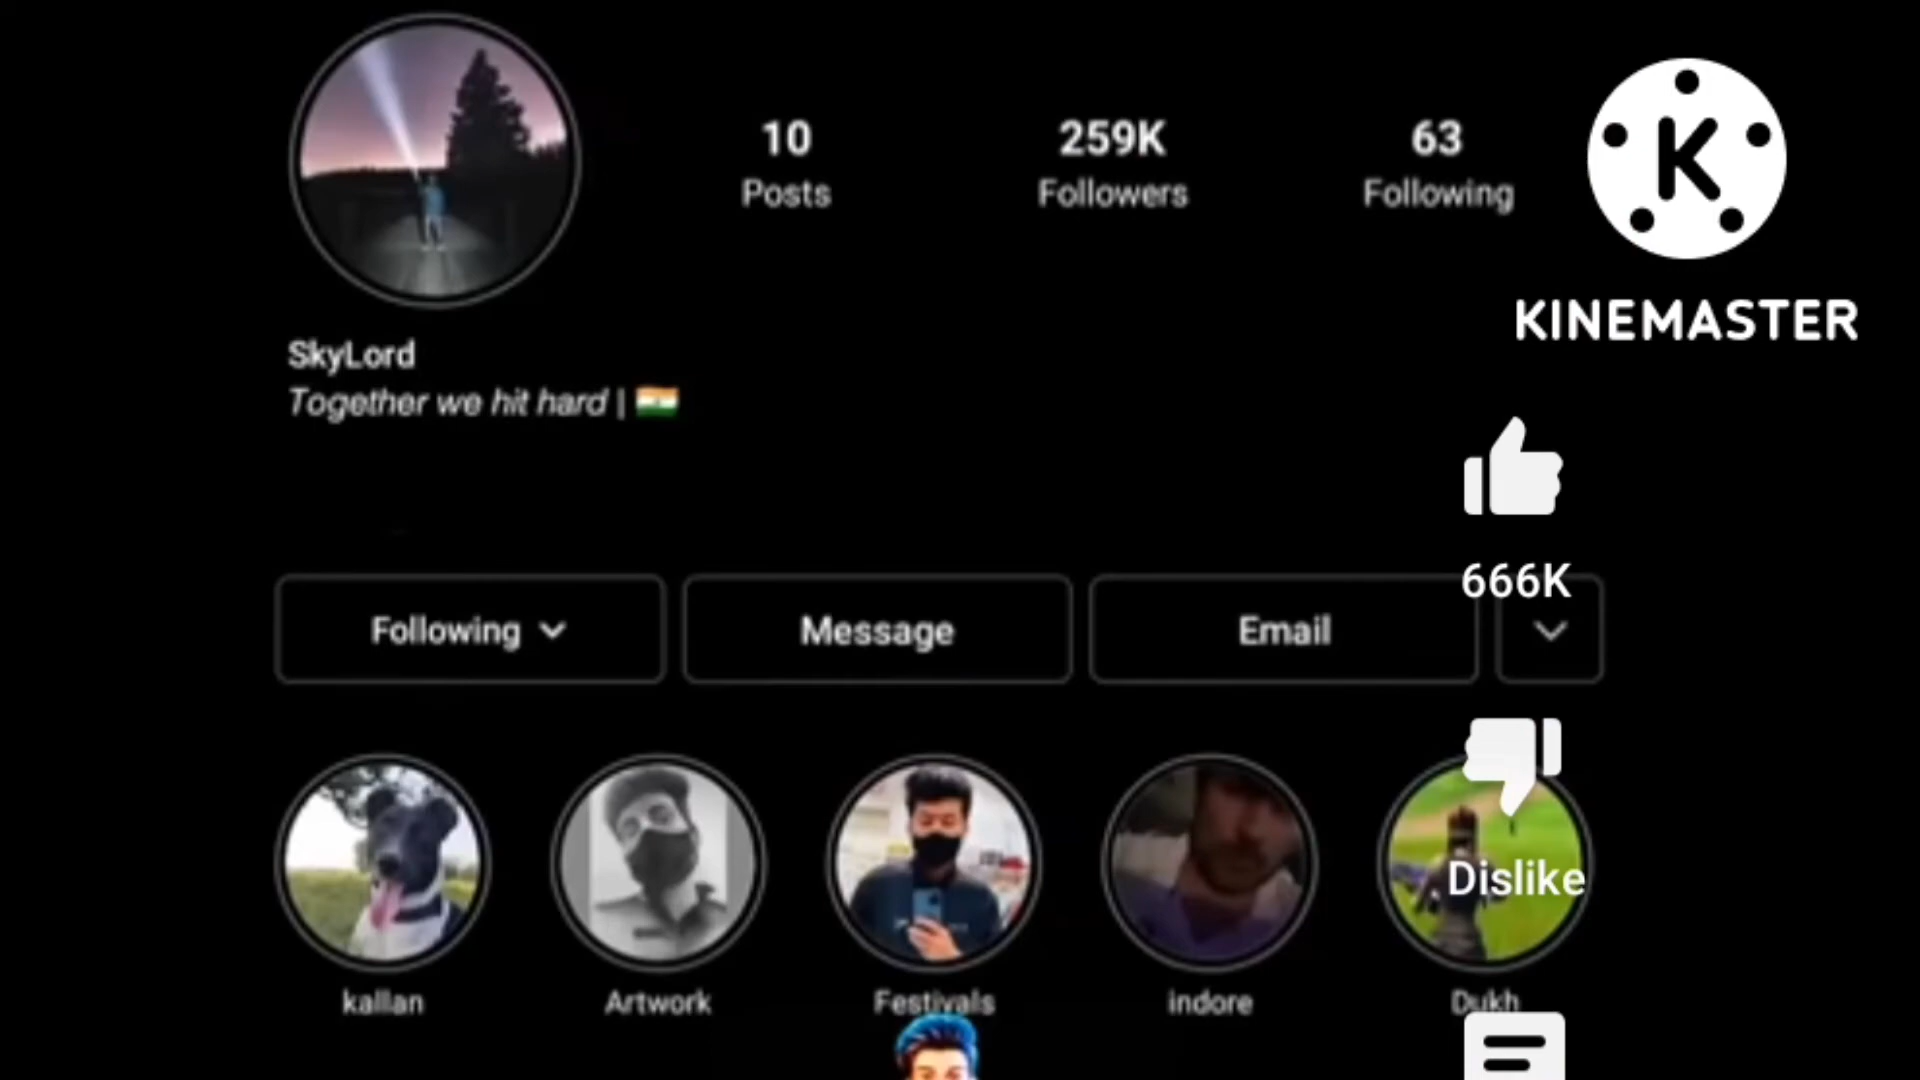 10
Posts
259K
Followers
63
Following
K
KINEMASTER
SkyLord
Together we hit hard | 🇮🇳
666K
Following
Message
Email
Dislike
kallan
Artwork
Festivals
indore
Dukh